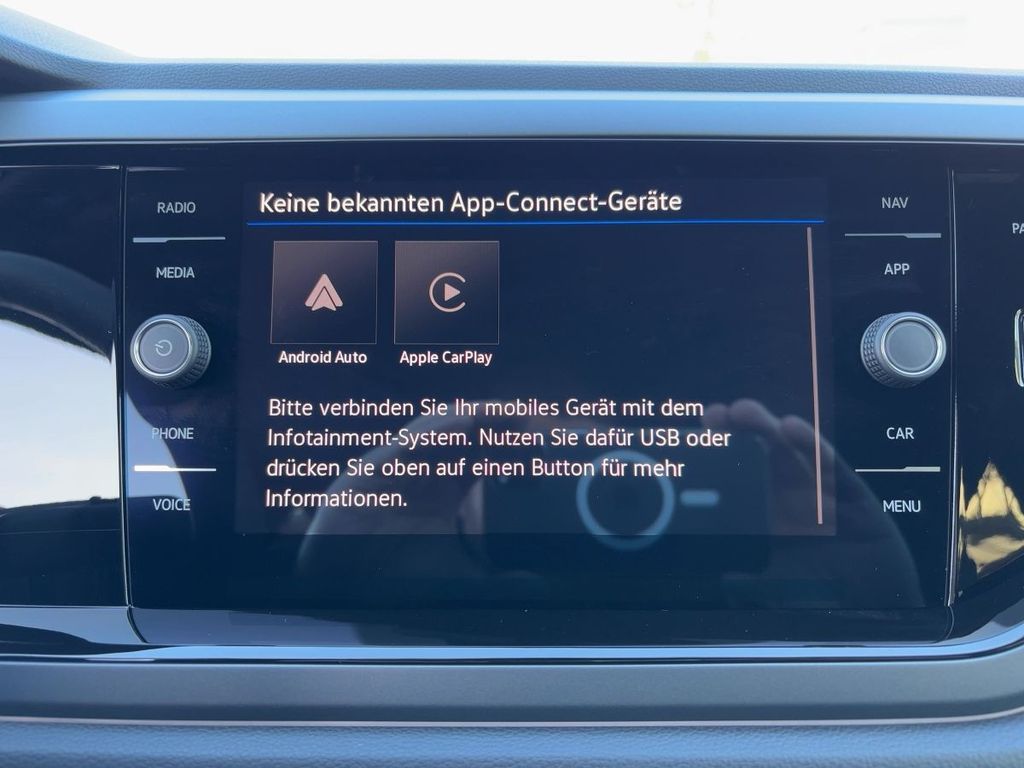 Keine bekannten App-Connect-Geräte
RADIO
NAV
MEDIA
APP
Android Auto
Apple CarPlay
Bitte verbinden Sie Ihr mobiles Gerät mit dem
Infotainment-System. Nutzen Sie dafür USB oder
drücken Sie oben auf einen Button für mehr
Informationen.
PHONE
CAR
VOICE
MENU